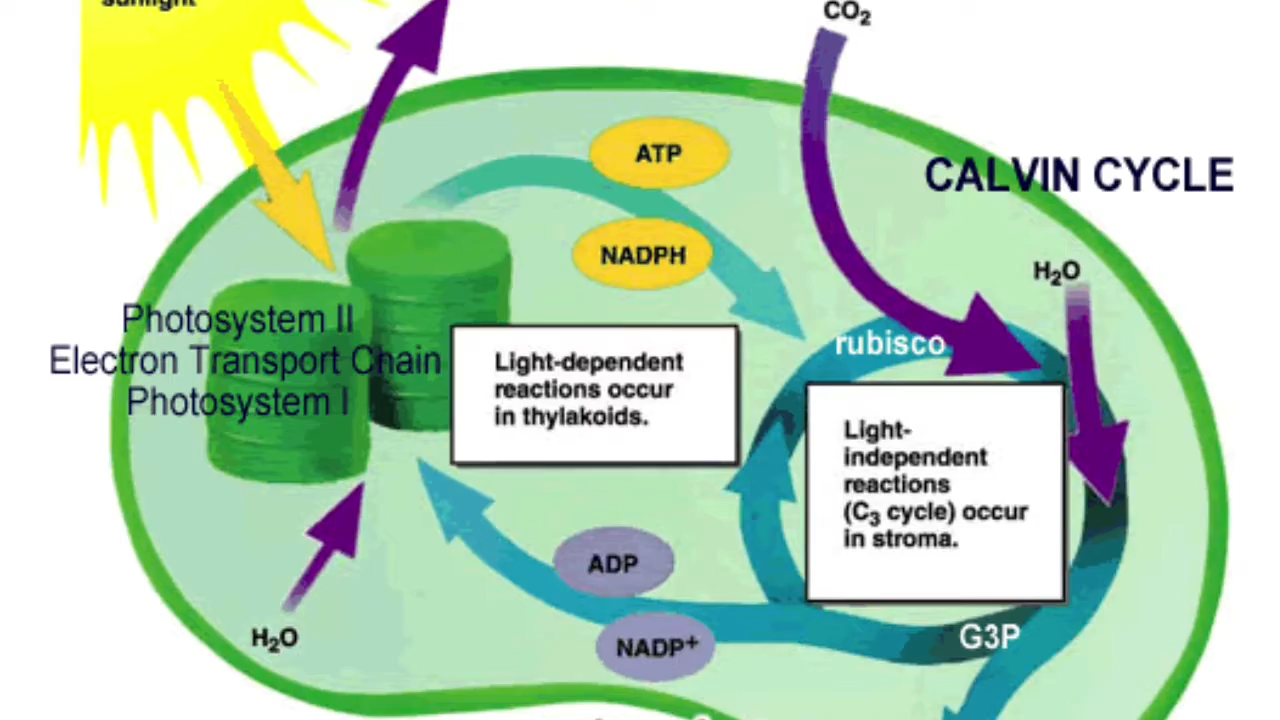 sunlight
CO₂
ATP
CALVIN CYCLE
NADPH
H₂O
Photosystem II
Electron Transport Chain
Photosystem I
Light-dependent
reactions occur
in thylakoids.
rubisco
Light-
independent
reactions
(C₃ cycle) occur
in stroma.
ADP
NADP⁺
H₂O
G3P